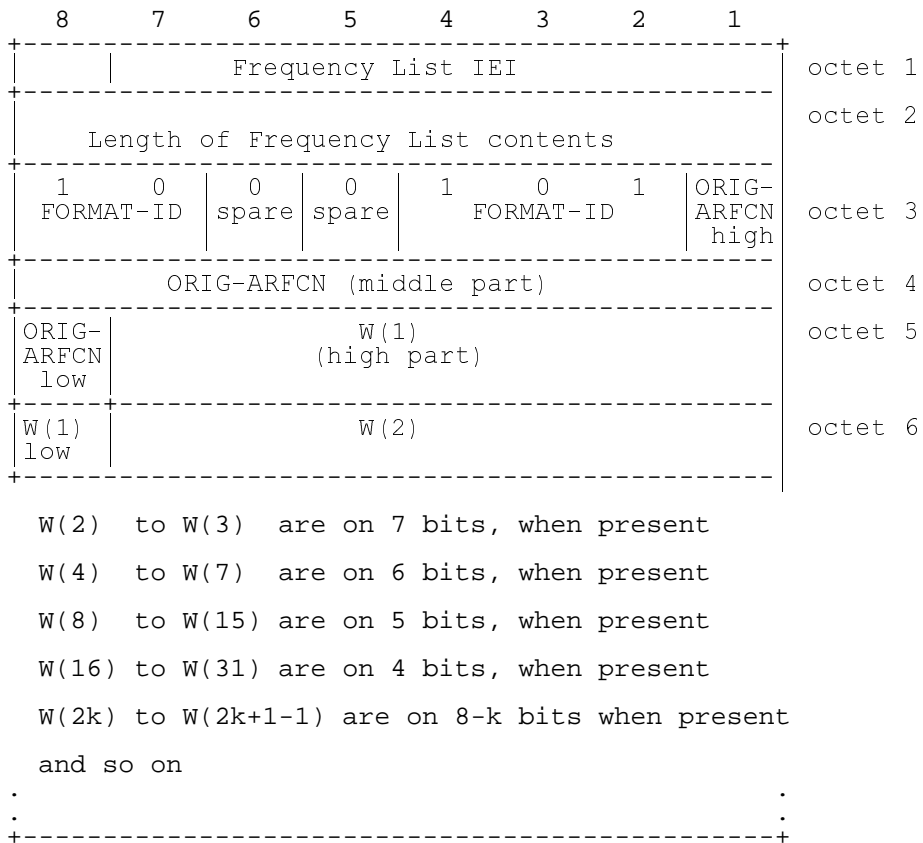 8 7 6 5 4 3 2 1
Frequency List IEI octet 1
octet 2
Length of Frequency List contents
1 0 0 0 1 0 1 ORIG-
FORMAT-ID spare spare FORMAT-ID ARFCN octet 3
high
ORIG-ARFCN (middle part) octet 4
ORIG- W(1) octet 5
ARFCN (high part)
low
W(1) W(2) octet 6
low
W(2) to W(3) are on 7 bits, when present
W(4) to W(7) are on 6 bits, when present
W(8) to W(15) are on 5 bits, when present
W(16) to W(31) are on 4 bits, when present
W(2k) to W(2k+1-1) are on 8-k bits when present
and so on
. .
. .